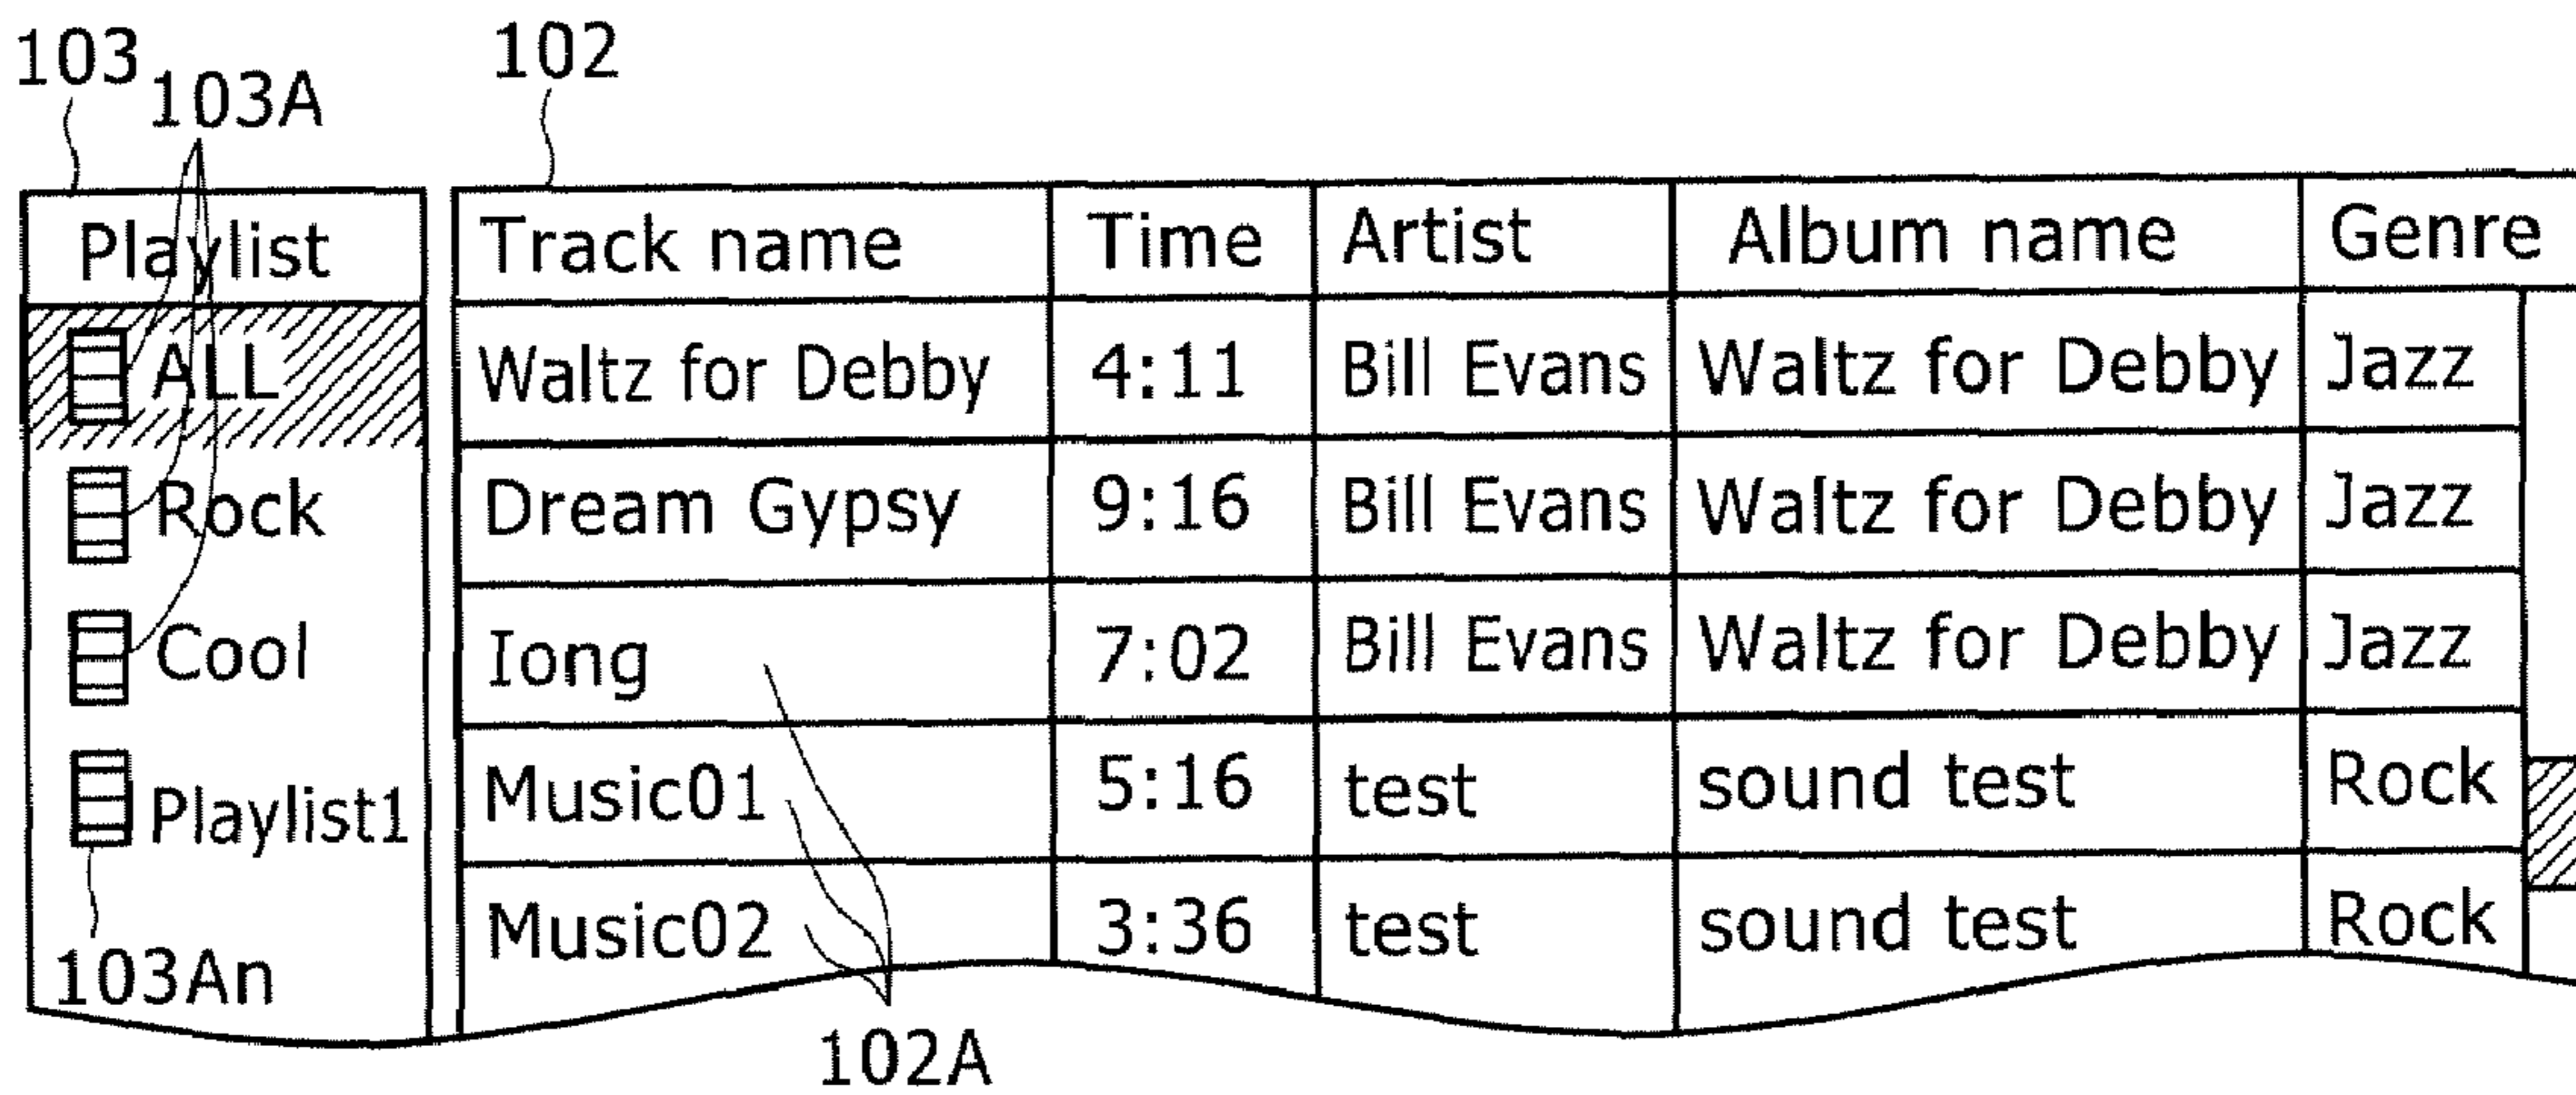 103 102
103A
Playlist Track name Time Artist Album name Genre
ALL Waltz for Debby 4:11 Bill Evans Waltz for Debby Jazz
Rock Dream Gypsy 9:16 Bill Evans Waltz for Debby Jazz
Cool Iong 7:02 Bill Evans Waltz for Debby Jazz
Playlist1 Music01 5:16 test sound test Rock
Music02 3:36 test sound test Rock
103An
102A